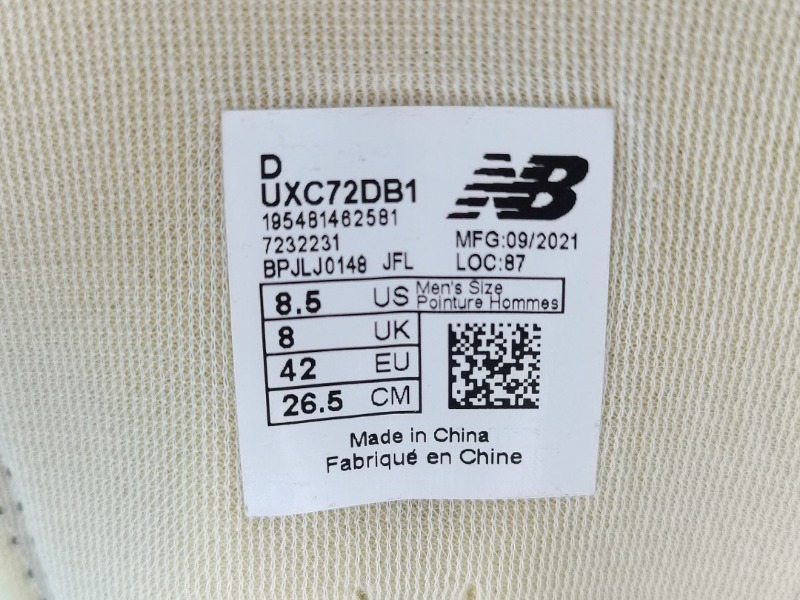 D
UXC72DB1
195481462581
7232231
BPJLJ0148 JFL
NB
MFG:09/2021
LOC:87
8.5 US Men's Size
Pointure Hommes
8 UK
42 EU
26.5 CM
Made in China
Fabriqué en Chine